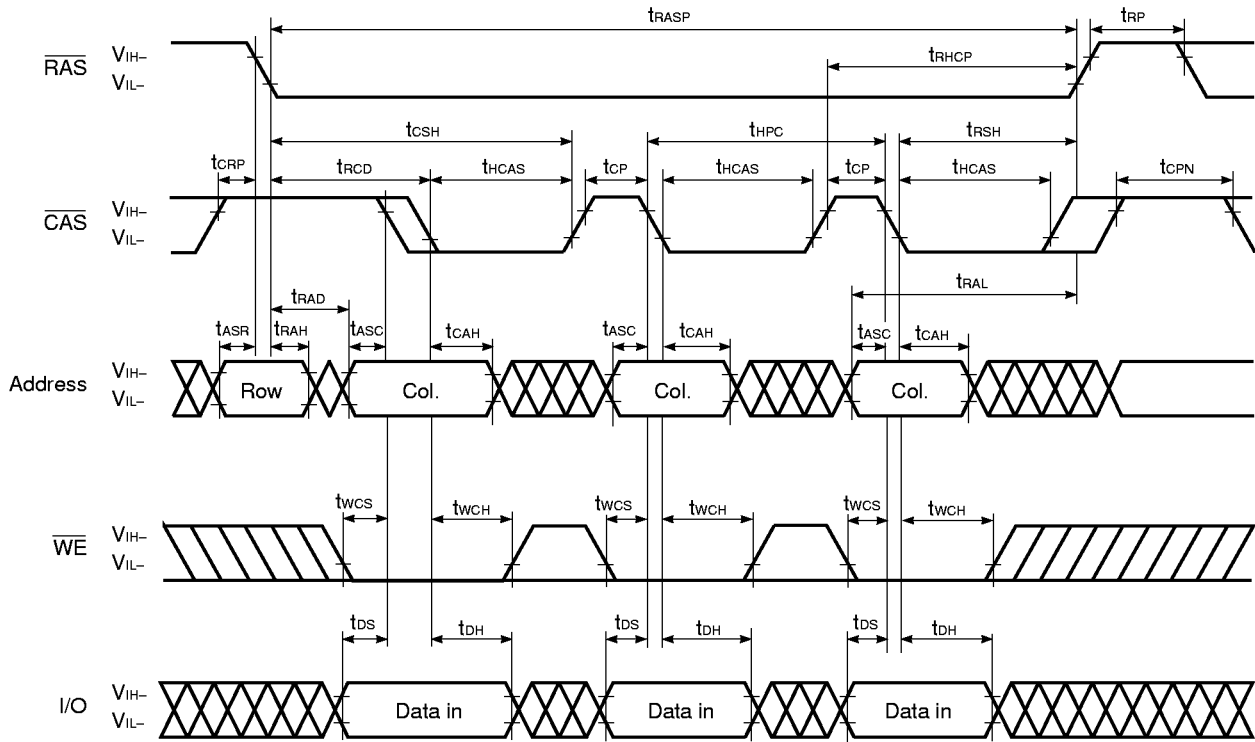 tRASP tRP
RAS VIH– VIL– tRHCP
tCSH tHPC tRSH
tCRP tRCD tHCAS tCP tHCAS tCP tHCAS tCPN
CAS VIH– VIL–
tRAD tRAL
tASR tRAH tASC tCAH tASC tCAH tASC tCAH
Address VIH– VIL– Row Col. Col. Col.
tWCS tWCH tWCS tWCH tWCS tWCH
WE VIH– VIL–
tDS tDH tDS tDH tDS tDH
I/O VIH– VIL– Data in Data in Data in